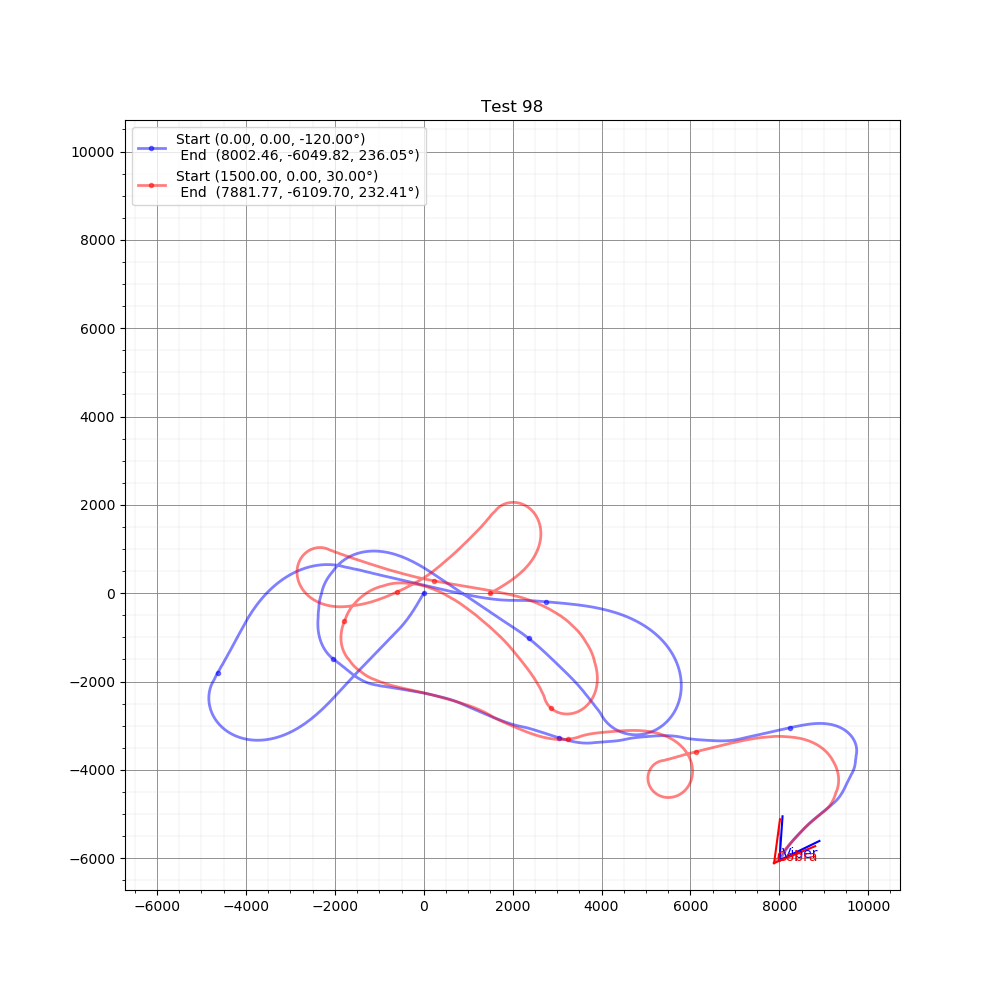 Test 98
Start (0.00, 0.00, -120.00°)
End (8002.46, -6049.82, 236.05°)
Start (1500.00, 0.00, 30.00°)
End (7881.77, -6109.70, 232.41°)
10000
8000
6000
4000
2000
0
−2000
−4000
−6000
−6000 −4000 −2000 0 2000 4000 6000 8000 10000
Viper